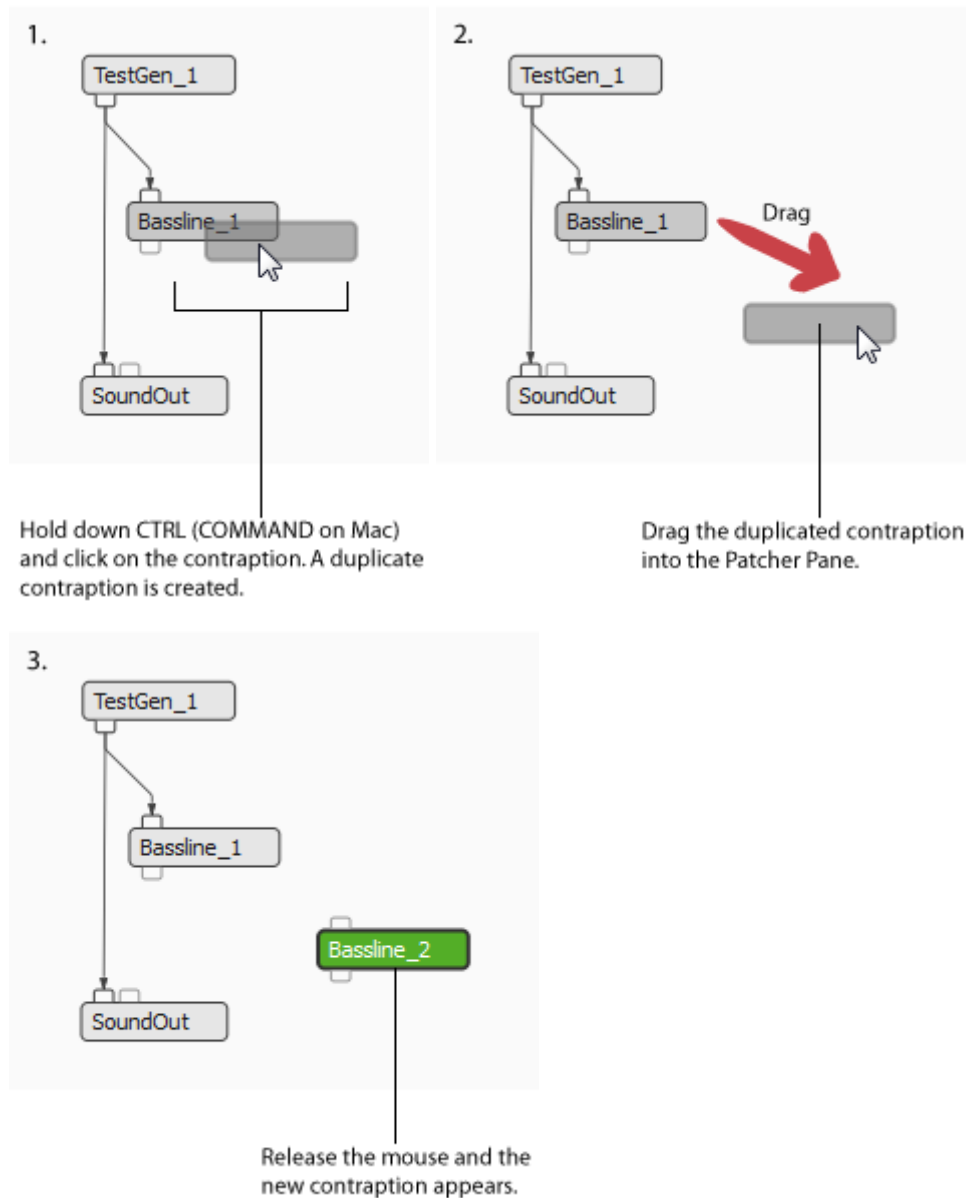 1.
TestGen_1
Bassline_1
SoundOut
Hold down CTRL (COMMAND on Mac)
and click on the contraption. A duplicate
contraption is created.
2.
TestGen_1
Bassline_1
Drag
SoundOut
Drag the duplicated contraption
into the Patcher Pane.
3.
TestGen_1
Bassline_1
Bassline_2
SoundOut
Release the mouse and the
new contraption appears.